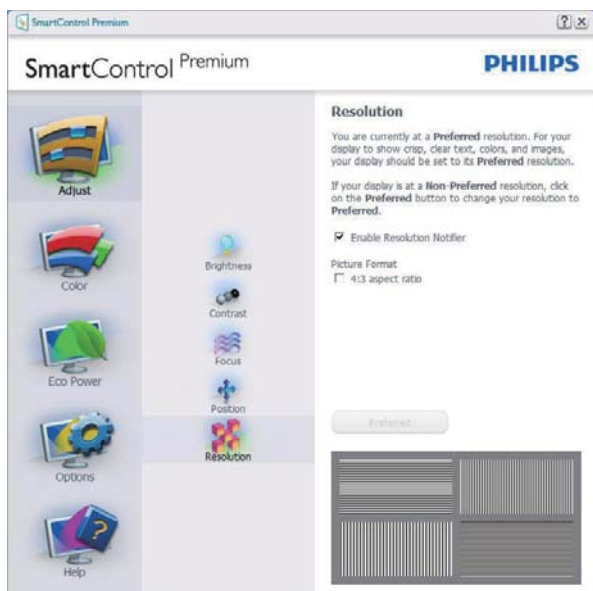 SmartControl Premium
SmartControl Premium
PHILIPS
Adjust
Color
Eco Power
Options
Help
Brightness
Contrast
Focus
Position
Resolution
Resolution
You are currently at a Preferred resolution. For your
display to show crisp, clear text, colors, and images,
your display should be set to its Preferred resolution.
If your display is at a Non-Preferred resolution, click
on the Preferred button to change your resolution to
Preferred.
Enable Resolution Notifier
Picture Format
4:3 aspect ratio
Preferred